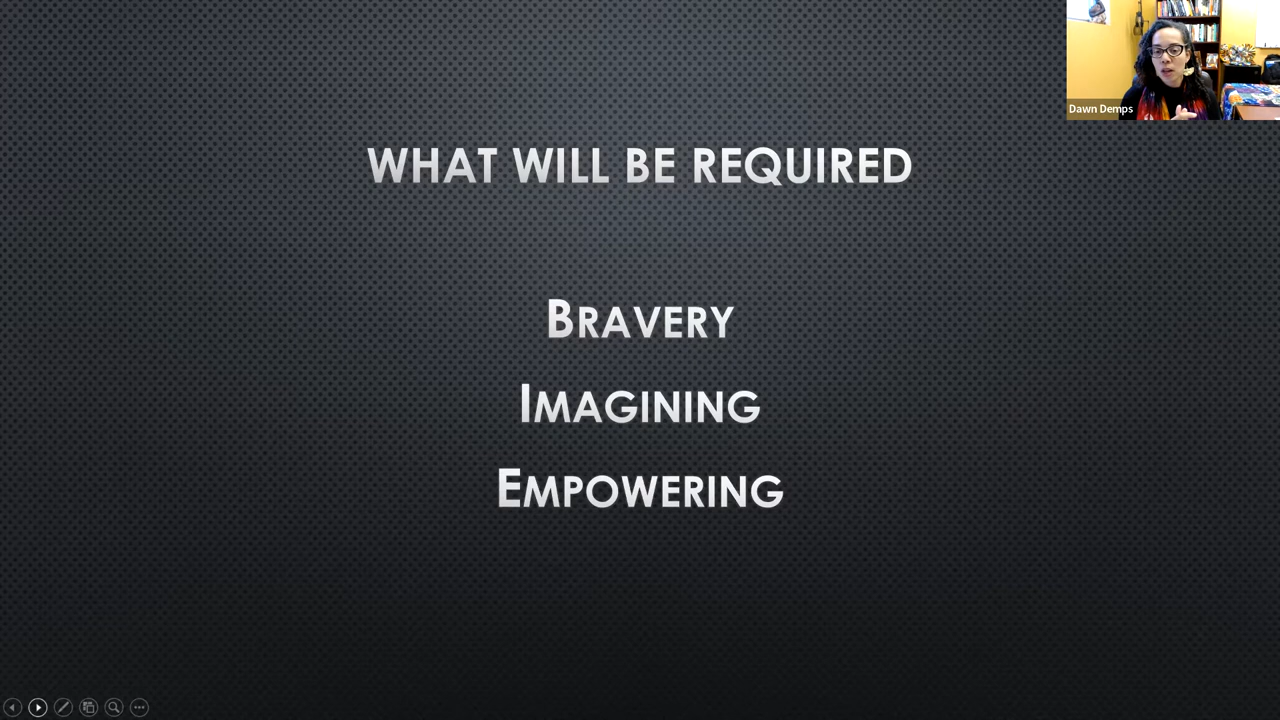 Dawn Demps
WHAT WILL BE REQUIRED
BRAVERY
IMAGINING
EMPOWERING